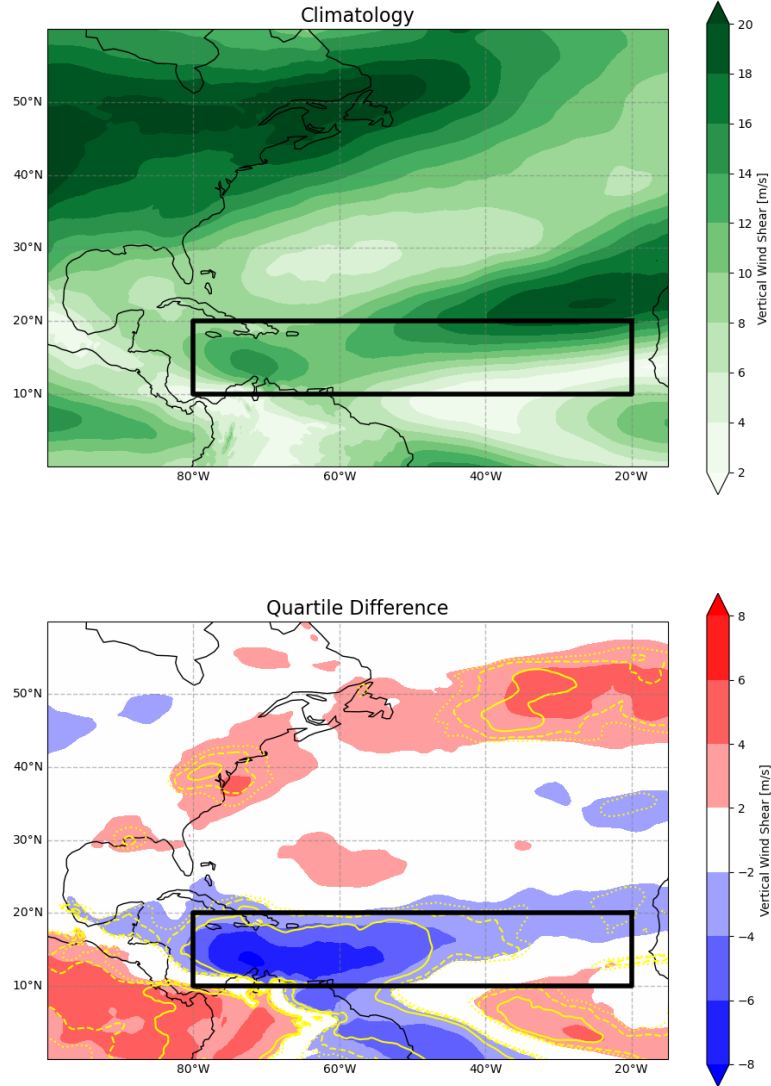 Climatology
50°N
40°N
30°N
20°N
10°N
80°W 60°W 40°W 20°W
20
18
16
14
12
10
8
6
4
2
Vertical Wind Shear [m/s]
Quartile Difference
50°N
40°N
30°N
20°N
10°N
80°W 60°W 40°W 20°W
8
6
4
2
−2
−4
−6
−8
Vertical Wind Shear [m/s]